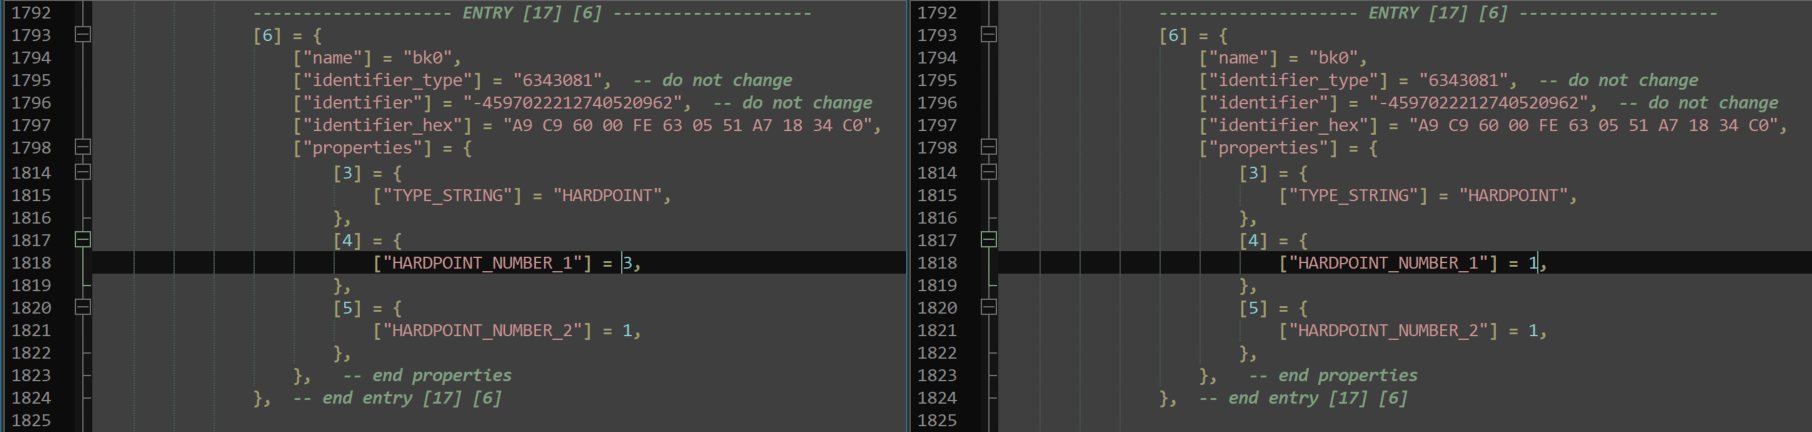 1792 -------------------- ENTRY [17] [6] --------------------
1793 [6] = {
1794 ["name"] = "bk0",
1795 ["identifier_type"] = "6343081",  -- do not change
1796 ["identifier"] = "-4597022212740520962",  -- do not change
1797 ["identifier_hex"] = "A9 C9 60 00 FE 63 05 51 A7 18 34 C0",
1798 ["properties"] = {
1814 [3] = {
1815 ["TYPE_STRING"] = "HARDPOINT",
1816 },
1817 [4] = {
1818 ["HARDPOINT_NUMBER_1"] = 3,
1819 },
1820 [5] = {
1821 ["HARDPOINT_NUMBER_2"] = 1,
1822 },
1823 },   -- end properties
1824 },  -- end entry [17] [6]
1825
1792 -------------------- ENTRY [17] [6] --------------------
1793 [6] = {
1794 ["name"] = "bk0",
1795 ["identifier_type"] = "6343081",  -- do not change
1796 ["identifier"] = "-4597022212740520962",  -- do not change
1797 ["identifier_hex"] = "A9 C9 60 00 FE 63 05 51 A7 18 34 C0",
1798 ["properties"] = {
1814 [3] = {
1815 ["TYPE_STRING"] = "HARDPOINT",
1816 },
1817 [4] = {
1818 ["HARDPOINT_NUMBER_1"] = 1,
1819 },
1820 [5] = {
1821 ["HARDPOINT_NUMBER_2"] = 1,
1822 },
1823 },   -- end properties
1824 },  -- end entry [17] [6]
1825